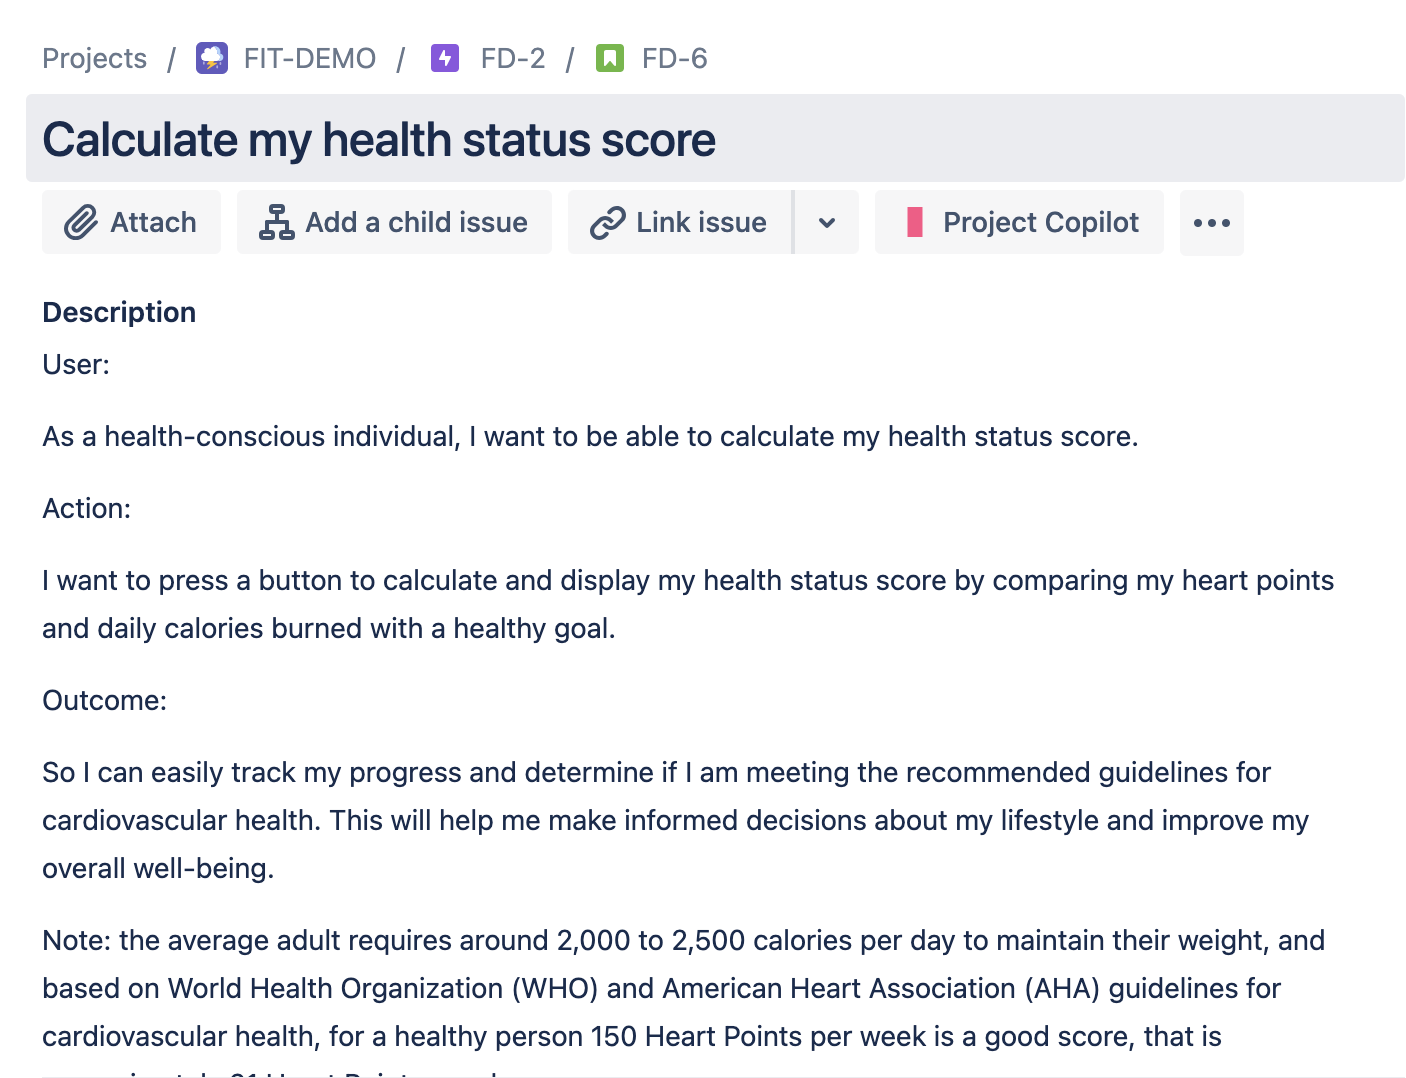 Projects / FIT-DEMO / FD-2 / FD-6
Calculate my health status score
Attach Add a child issue Link issue Project Copilot
Description
User:
As a health-conscious individual, I want to be able to calculate my health status score.
Action:
I want to press a button to calculate and display my health status score by comparing my heart points
and daily calories burned with a healthy goal.
Outcome:
So I can easily track my progress and determine if I am meeting the recommended guidelines for
cardiovascular health. This will help me make informed decisions about my lifestyle and improve my
overall well-being.
Note: the average adult requires around 2,000 to 2,500 calories per day to maintain their weight, and
based on World Health Organization (WHO) and American Heart Association (AHA) guidelines for
cardiovascular health, for a healthy person 150 Heart Points per week is a good score, that is